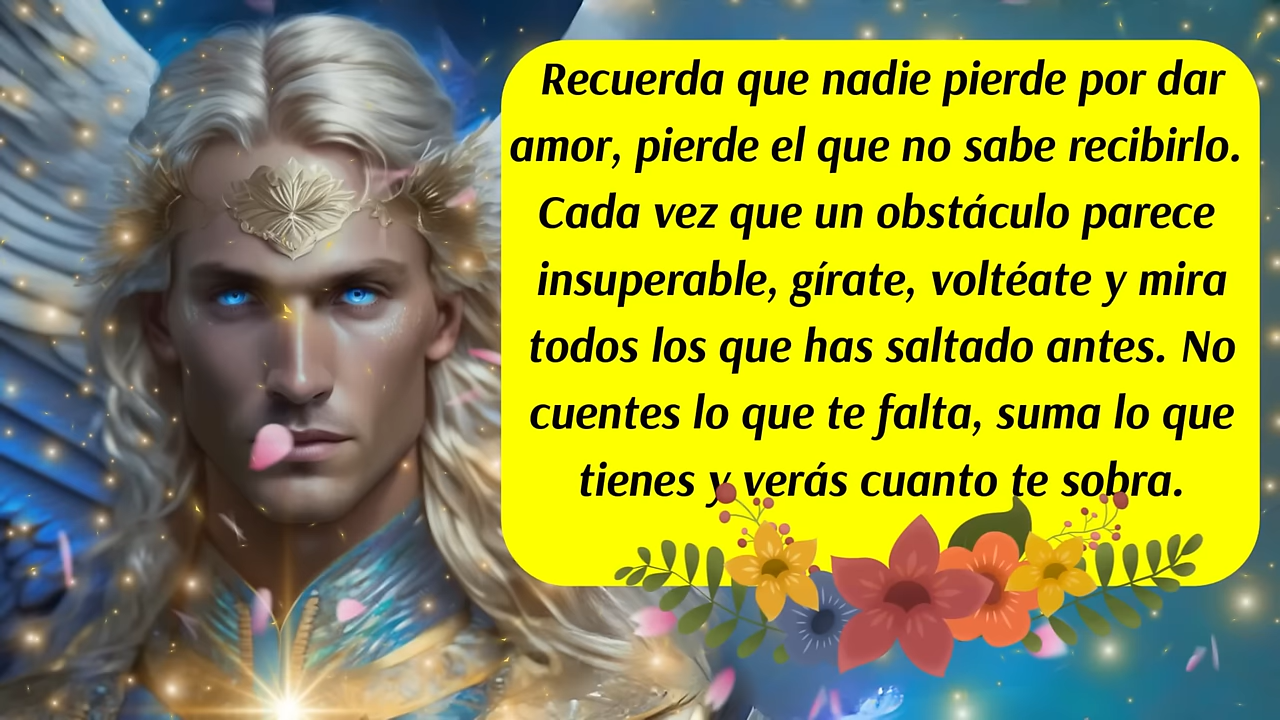 Recuerda que nadie pierde por dar
amor, pierde el que no sabe recibirlo.
Cada vez que un obstáculo parece
insuperable, gírate, voltéate y mira
todos los que has saltado antes. No
cuentes lo que te falta, suma lo que
tienes y verás cuanto te sobra.